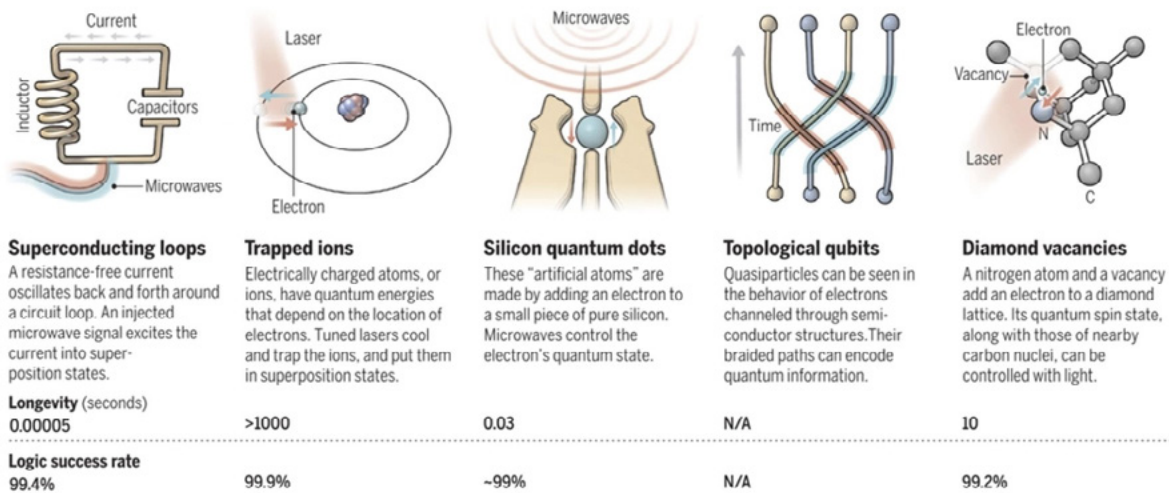 Current
Inductor
Capacitors
Microwaves
Laser
Electron
Microwaves
Time
Electron
Vacancy
Laser
N
C
Superconducting loops
A resistance-free current
oscillates back and forth around
a circuit loop. An injected
microwave signal excites the
current into super-
position states.
Trapped ions
Electrically charged atoms, or
ions, have quantum energies
that depend on the location of
electrons. Tuned lasers cool
and trap the ions, and put them
in superposition states.
Silicon quantum dots
These “artificial atoms” are
made by adding an electron to
a small piece of pure silicon.
Microwaves control the
electron’s quantum state.
Topological qubits
Quasiparticles can be seen in
the behavior of electrons
channeled through semi-
conductor structures.Their
braided paths can encode
quantum information.
Diamond vacancies
A nitrogen atom and a vacancy
add an electron to a diamond
lattice. Its quantum spin state,
along with those of nearby
carbon nuclei, can be
controlled with light.
Longevity (seconds)
0.00005 >1000 0.03 N/A 10
Logic success rate
99.4% 99.9% ~99% N/A 99.2%